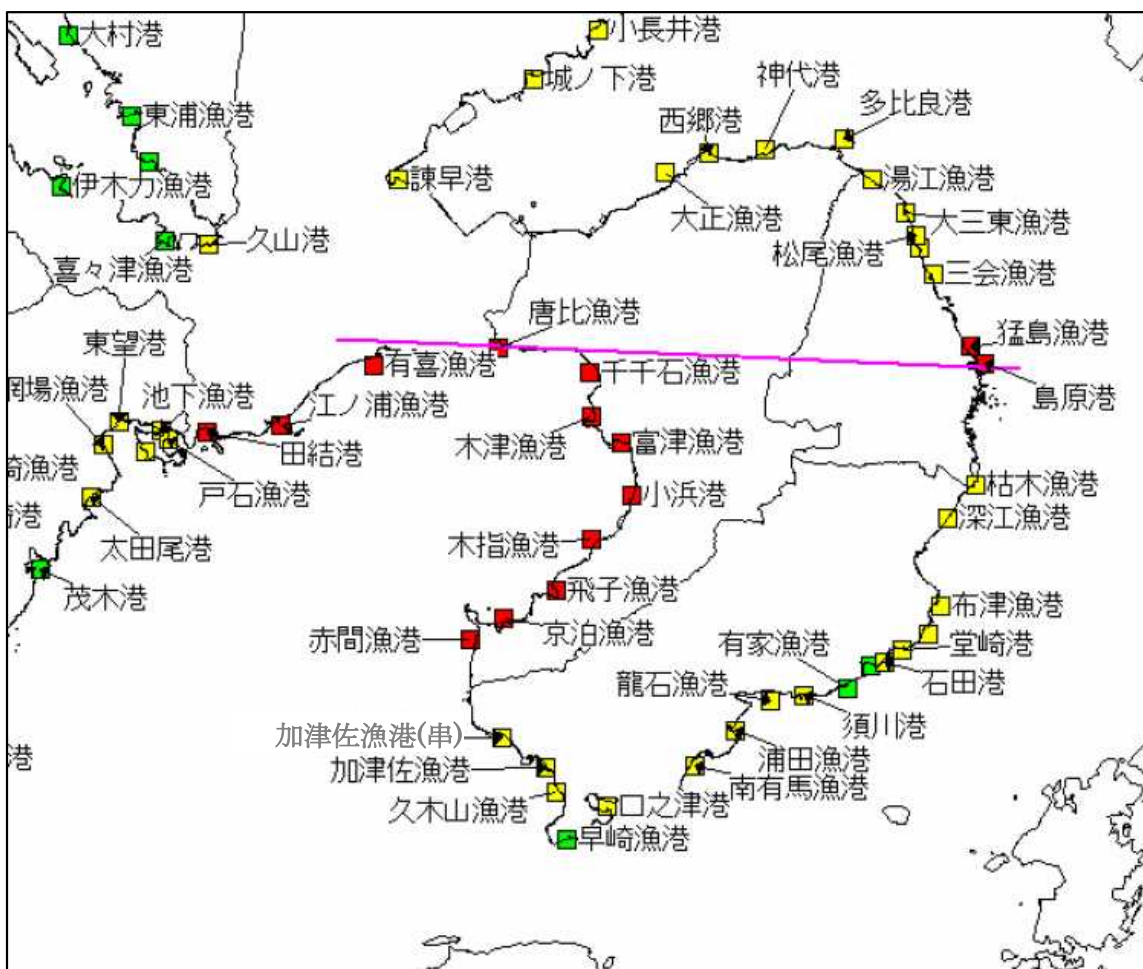 大村港
小長井港
東浦漁港
城ノ下港
神代港
多比良港
西郷港
伊木力漁港
諫早港
湯江漁港
大正漁港
大三東漁港
久山港
松尾漁港
喜々津漁港
三会漁港
唐比漁港
猛島漁港
東望港
有喜漁港
千千石漁港
島原港
網場漁港
池下漁港
江ノ浦漁港
木津漁港
富津漁港
田結港
崎漁港
戸石漁港
枯木漁港
小浜港
崎港
深江漁港
太田尾港
木指漁港
茂木港
飛子漁港
布津漁港
赤間漁港
京泊漁港
有家漁港
堂崎港
石田港
龍石漁港
須川港
加津佐漁港(串)
港
浦田漁港
加津佐漁港
南有馬漁港
久木山漁港
口之津港
早崎漁港